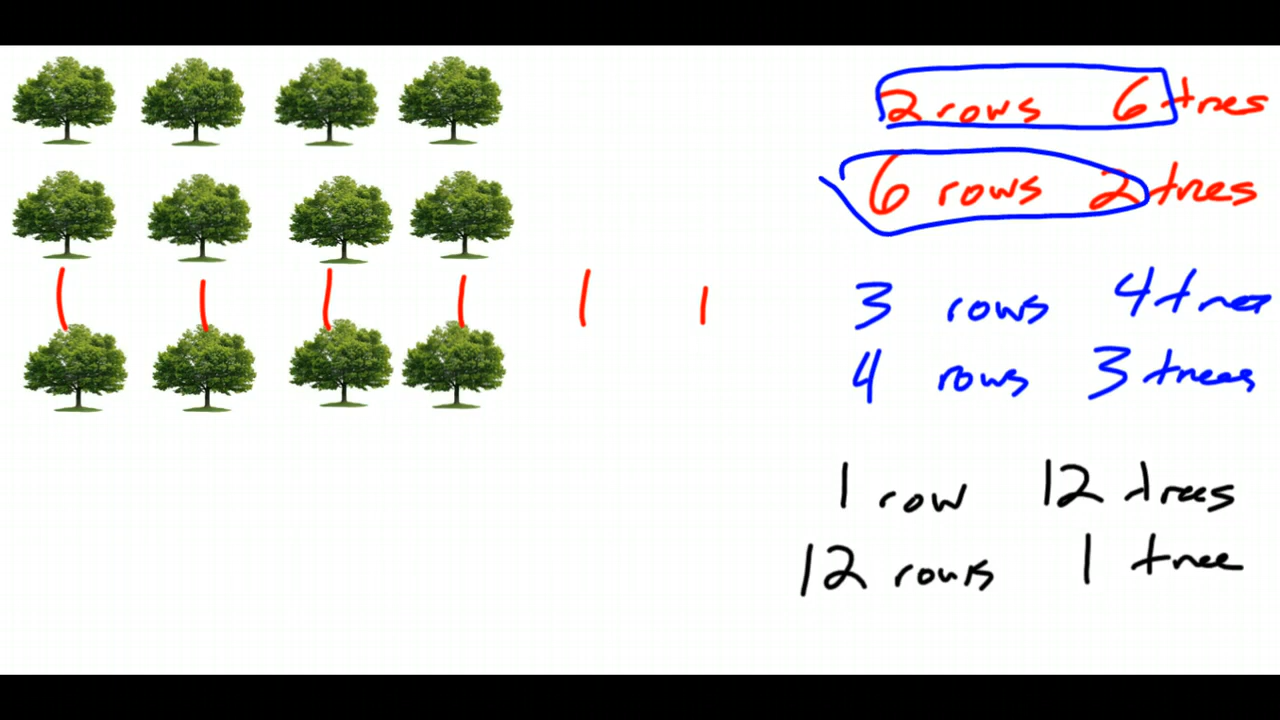 2 rows 6 trees
6 rows 2 trees
3 rows 4 trees
4 rows 3 trees
1 row 12 trees
12 rows 1 tree